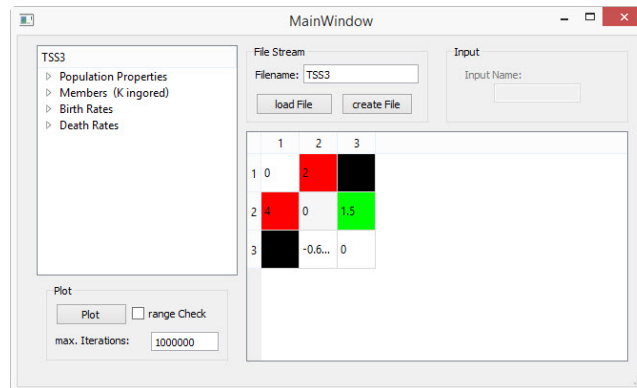 MainWindow
TSS3
Population Properties
Members (K ingored)
Birth Rates
Death Rates
File Stream
Filename: TSS3
load File create File
Input
Input Name:
1 2 3
1 0 2
2 4 0 1.5
3 -0.6... 0
Plot
Plot range Check
max. Iterations: 1000000